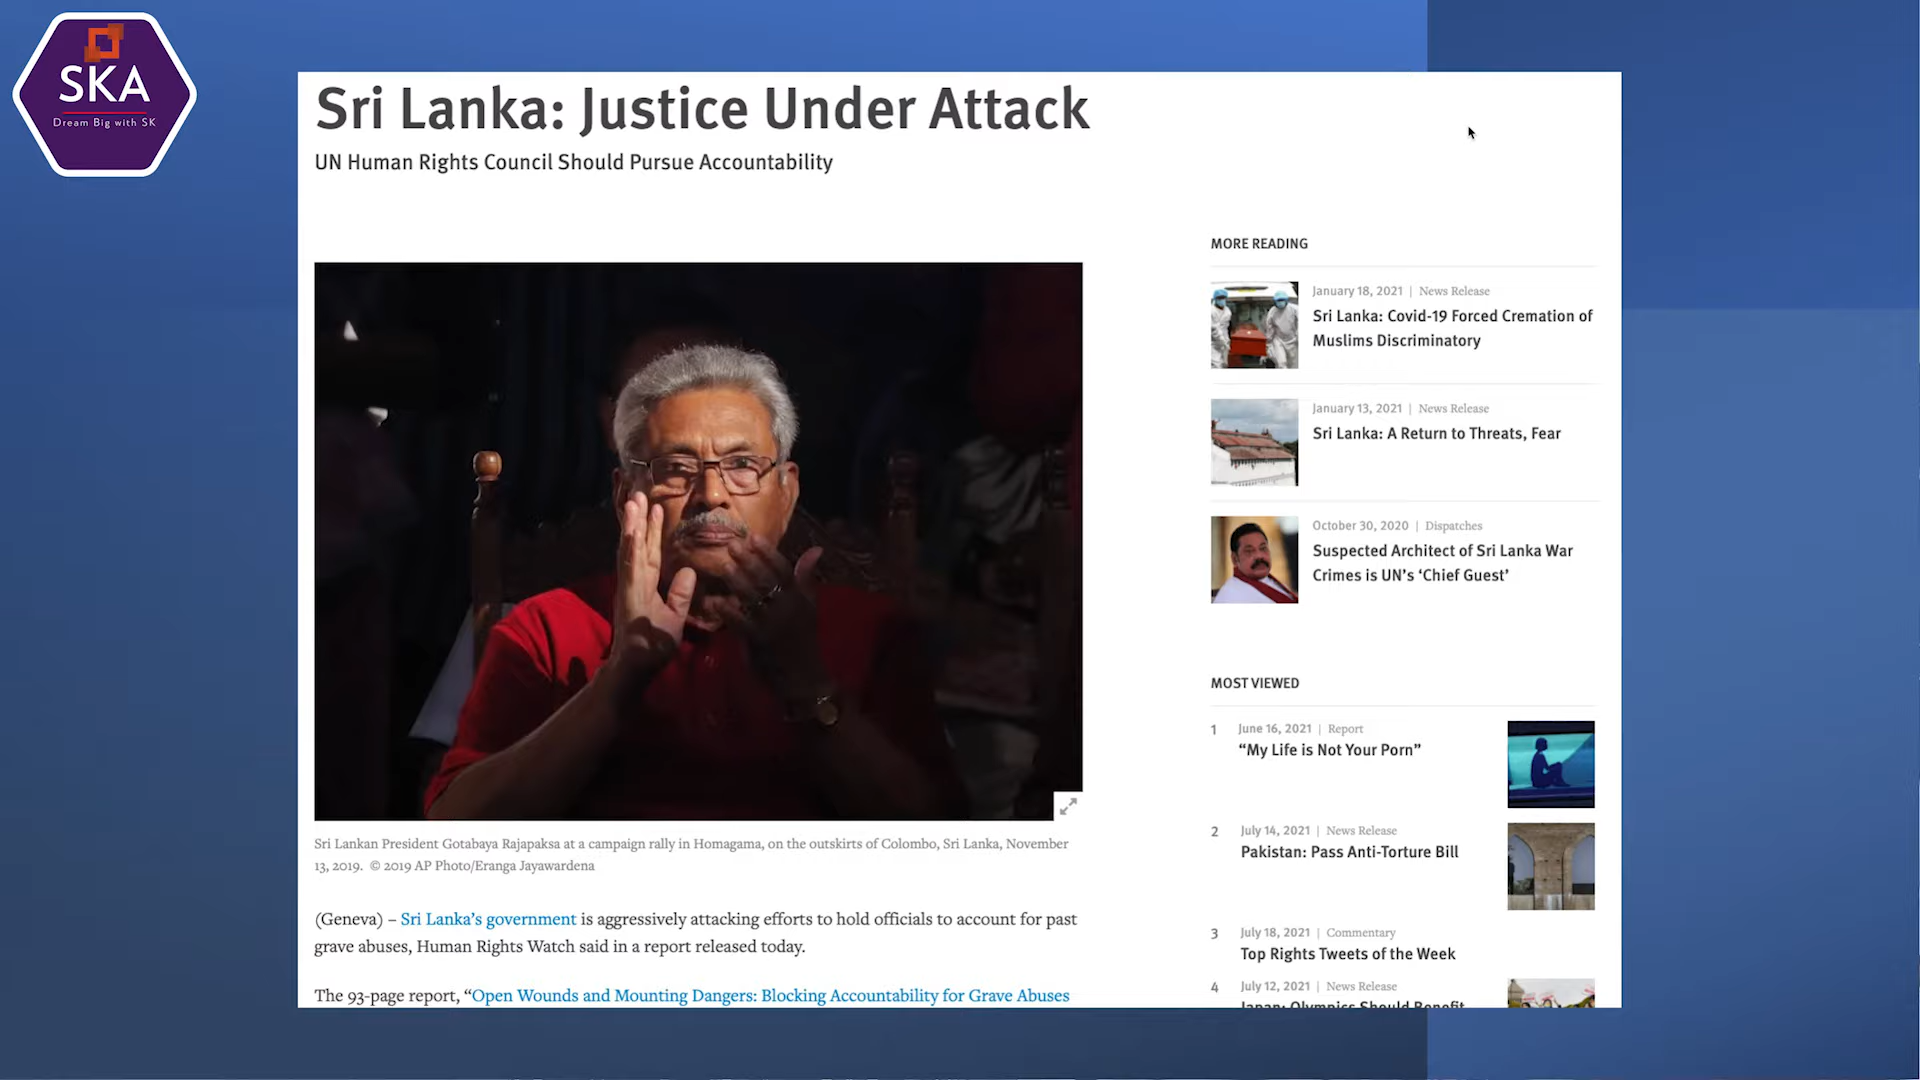 SKA
Dream Big with SK
Sri Lanka: Justice Under Attack
UN Human Rights Council Should Pursue Accountability
Sri Lankan President Gotabaya Rajapaksa at a campaign rally in Homagama, on the outskirts of Colombo, Sri Lanka, November
13, 2019. © 2019 AP Photo/Eranga Jayawardena
(Geneva) – Sri Lanka's government is aggressively attacking efforts to hold officials to account for past
grave abuses, Human Rights Watch said in a report released today.
The 93-page report, “Open Wounds and Mounting Dangers: Blocking Accountability for Grave Abuses
MORE READING
January 18, 2021 | News Release
Sri Lanka: Covid-19 Forced Cremation of
Muslims Discriminatory
January 13, 2021 | News Release
Sri Lanka: A Return to Threats, Fear
October 30, 2020 | Dispatches
Suspected Architect of Sri Lanka War
Crimes is UN's ‘Chief Guest’
MOST VIEWED
1 June 16, 2021 | Report
“My Life is Not Your Porn”
2 July 14, 2021 | News Release
Pakistan: Pass Anti-Torture Bill
3 July 18, 2021 | Commentary
Top Rights Tweets of the Week
4 July 12, 2021 | News Release
Japan: Olympics Should Benefit